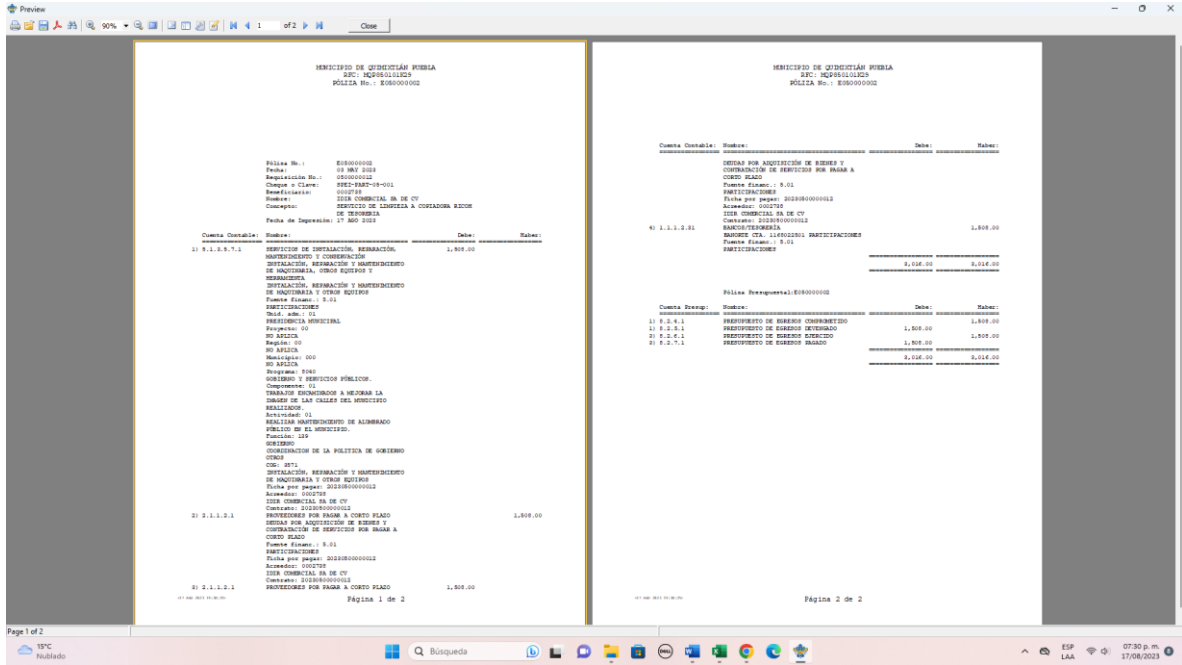 Preview
90%
1
of 2
Close
MUNICIPIO DE QUIMIXTLÁN PUEBLA
RFC: MQP850101K29
PÓLIZA No.: E050000002
Póliza No.: E050000002
Fecha: 03 MAY 2023
Requisición No.: 0500000012
Cheque o Clave: SPEI-PART-05-001
Beneficiario: 0002738
Nombre: IDIR COMERCIAL SA DE CV
Concepto: SERVICIO DE LIMPIEZA A COPIADORA RICOH
DE TESORERIA
Fecha de Impresión: 17 AGO 2023
Cuenta Contable: Nombre: Debe: Haber:
1) 5.1.3.5.7.1 SERVICIOS DE INSTALACIÓN, REPARACIÓN, 1,508.00
MANTENIMIENTO Y CONSERVACIÓN
INSTALACIÓN, REPARACIÓN Y MANTENIMIENTO
DE MAQUINARIA, OTROS EQUIPOS Y
HERRAMIENTA
INSTALACIÓN, REPARACIÓN Y MANTENIMIENTO
DE MAQUINARIA Y OTROS EQUIPOS
Fuente financ.: 5.01
PARTICIPACIONES
Unid. adm.: 01
PRESIDENCIA MUNICIPAL
Proyecto: 00
NO APLICA
Región: 00
NO APLICA
Municipio: 000
NO APLICA
Programa: 5040
GOBIERNO Y SERVICIOS PÚBLICOS.
Componente: 01
TRABAJOS ENCAMINADOS A MEJORAR LA
IMAGEN DE LAS CALLES DEL MUNICIPIO
REALIZADOS.
Actividad: 01
REALIZAR MANTENIMIENTO DE ALUMBRADO
PÚBLICO EN EL MUNICIPIO.
Función: 139
GOBIERNO
COORDINACION DE LA POLITICA DE GOBIERNO
OTROS
COG: 3571
INSTALACIÓN, REPARACIÓN Y MANTENIMIENTO
DE MAQUINARIA Y OTROS EQUIPOS
Ficha por pagar: 20230500000012
Acreedor: 0002738
IDIR COMERCIAL SA DE CV
Contrato: 20230500000012
2) 2.1.1.2.1 PROVEEDORES POR PAGAR A CORTO PLAZO 1,508.00
DEUDAS POR ADQUISICIÓN DE BIENES Y
CONTRATACIÓN DE SERVICIOS POR PAGAR A
CORTO PLAZO
Fuente financ.: 5.01
PARTICIPACIONES
Ficha por pagar: 20230500000012
Acreedor: 0002738
IDIR COMERCIAL SA DE CV
Contrato: 20230500000012
3) 2.1.1.2.1 PROVEEDORES POR PAGAR A CORTO PLAZO 1,508.00
Página 1 de 2
MUNICIPIO DE QUIMIXTLÁN PUEBLA
RFC: MQP850101K29
PÓLIZA No.: E050000002
Cuenta Contable: Nombre: Debe: Haber:
DEUDAS POR ADQUISICIÓN DE BIENES Y
CONTRATACIÓN DE SERVICIOS POR PAGAR A
CORTO PLAZO
Fuente financ.: 5.01
PARTICIPACIONES
Ficha por pagar: 20230500000012
Acreedor: 0002738
IDIR COMERCIAL SA DE CV
Contrato: 20230500000012
4) 1.1.1.2.31 BANCOS/TESORERÍA 1,508.00
BANORTE CTA. 1168022501 PARTICIPACIONES
Fuente financ.: 5.01
PARTICIPACIONES
3,016.00 3,016.00
Póliza Presupuestal:E050000002
Cuenta Presup: Nombre: Debe: Haber:
1) 8.2.4.1 PRESUPUESTO DE EGRESOS COMPROMETIDO 1,508.00
1) 8.2.5.1 PRESUPUESTO DE EGRESOS DEVENGADO 1,508.00
3) 8.2.6.1 PRESUPUESTO DE EGRESOS EJERCIDO 1,508.00
3) 8.2.7.1 PRESUPUESTO DE EGRESOS PAGADO 1,508.00
3,016.00 3,016.00
Página 2 de 2
Page 1 of 2
15°C
Nublado
Búsqueda
ESP
LAA
07:30 p. m.
17/08/2023